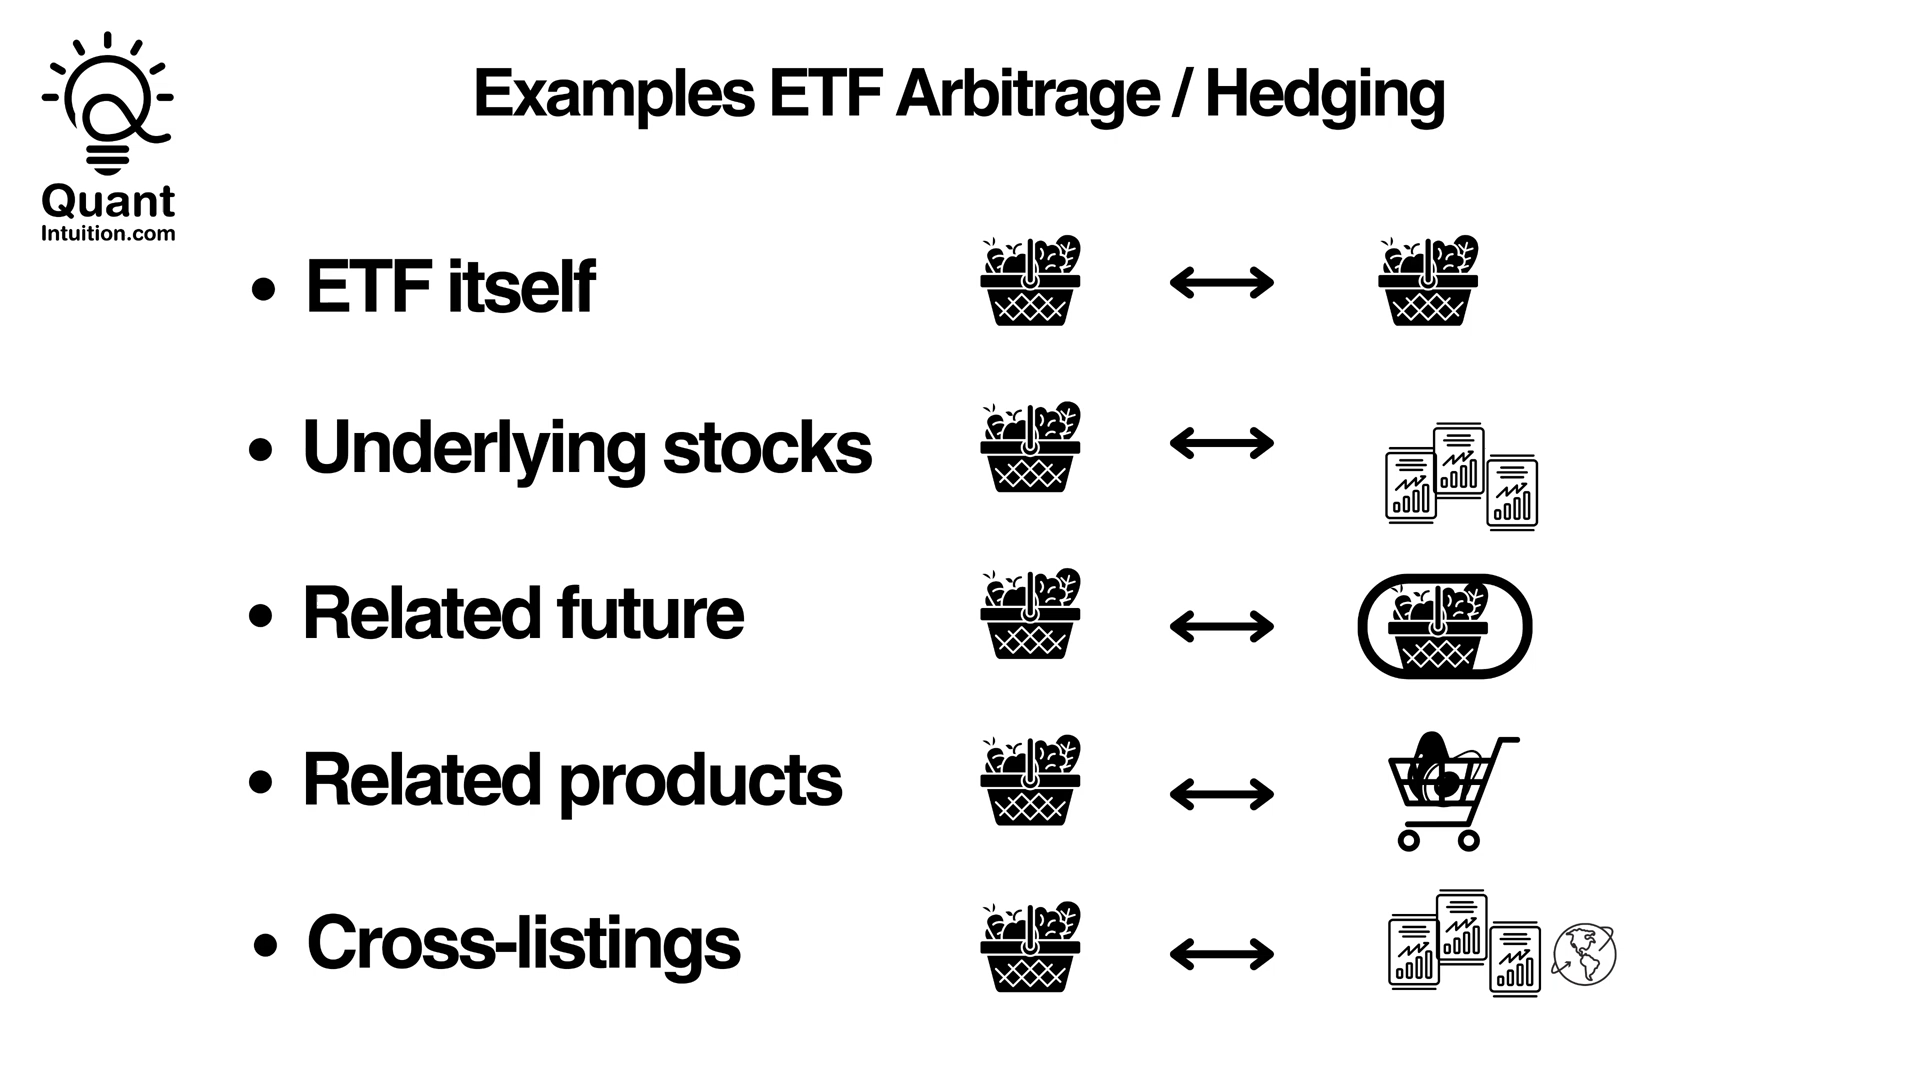 Quant
Intuition.com
Examples ETF Arbitrage / Hedging
• ETF itself
• Underlying stocks
• Related future
• Related products
• Cross-listings